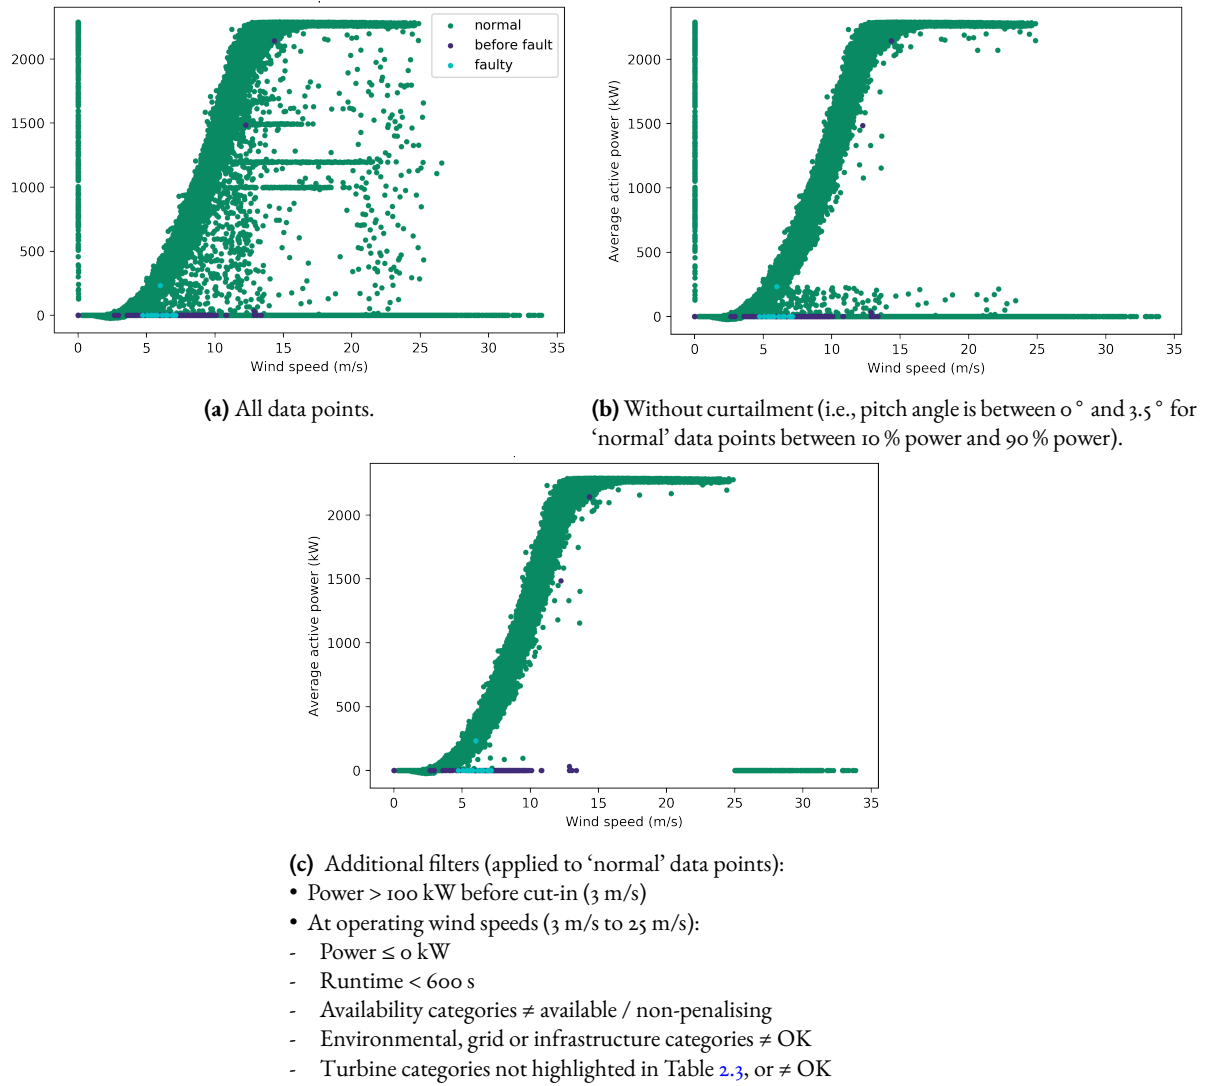 normal
before fault
faulty
2000
1500
1000
500
0
0 5 10 15 20 25 30 35
Wind speed (m/s)
(a) All data points.
Average active power (kW)
2000
1500
1000
500
0
0 5 10 15 20 25 30 35
Wind speed (m/s)
(b) Without curtailment (i.e., pitch angle is between 0° and 3.5° for
‘normal’ data points between 10 % power and 90 % power).
Average active power (kW)
2000
1500
1000
500
0
0 5 10 15 20 25 30 35
Wind speed (m/s)
(c) Additional filters (applied to ‘normal’ data points):
• Power > 100 kW before cut-in (3 m/s)
• At operating wind speeds (3 m/s to 25 m/s):
- Power ≤ 0 kW
- Runtime < 600 s
- Availability categories ≠ available / non-penalising
- Environmental, grid or infrastructure categories ≠ OK
- Turbine categories not highlighted in Table 2.3, or ≠ OK